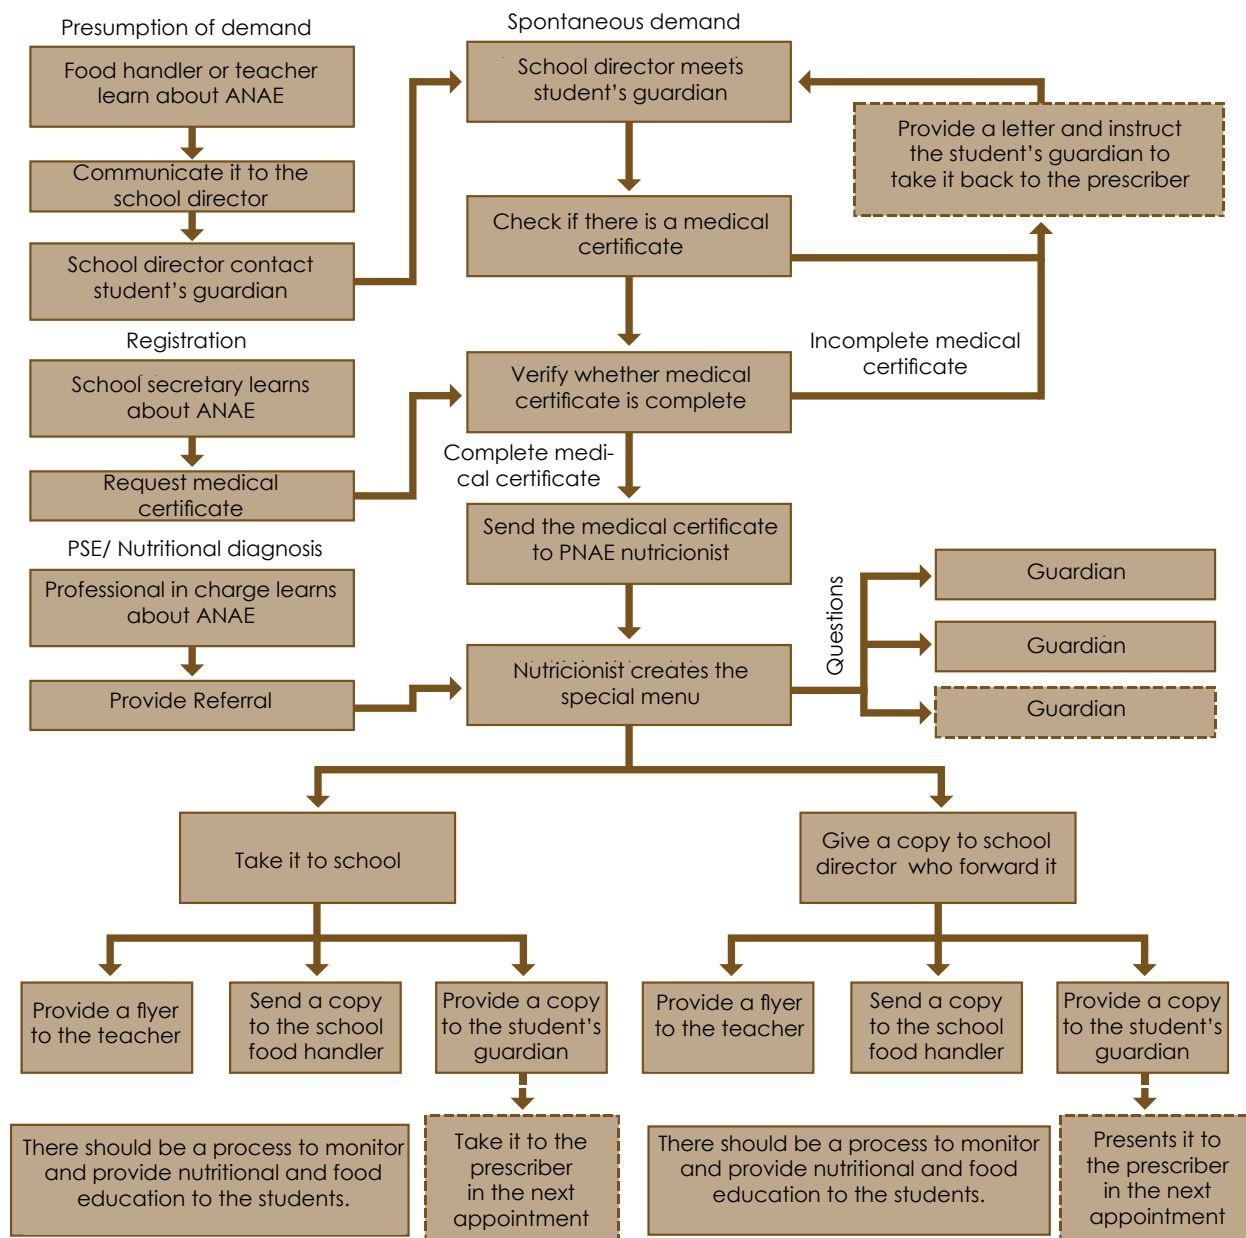 Presumption of demand
Food handler or teacher
learn about ANAE
Communicate it to the
school director
School director contact
student's guardian
Registration
School secretary learns
about ANAE
Request medical
certificate
PSE/ Nutritional diagnosis
Professional in charge learns
about ANAE
Provide Referral
Spontaneous demand
School director meets
student's guardian
Check if there is a medical
certificate
Verify whether medical
certificate is complete
Complete medi-
cal certificate
Send the medical certificate
to PNAE nutricionist
Nutricionist creates the
special menu
Provide a letter and instruct
the student's guardian to
take it back to the prescriber
Incomplete medical
certificate
Questions
Guardian
Guardian
Guardian
Take it to school
Give a copy to school
director who forward it
Provide a flyer
to the teacher
Send a copy
to the school
food handler
Provide a copy
to the student's
guardian
Provide a flyer
to the teacher
Send a copy
to the school
food handler
Provide a copy
to the student's
guardian
There should be a process to monitor
and provide nutritional and food
education to the students.
Take it to the
prescriber
in the next
appointment
There should be a process to monitor
and provide nutritional and food
education to the students.
Presents it to
the prescriber
in the next
appointment